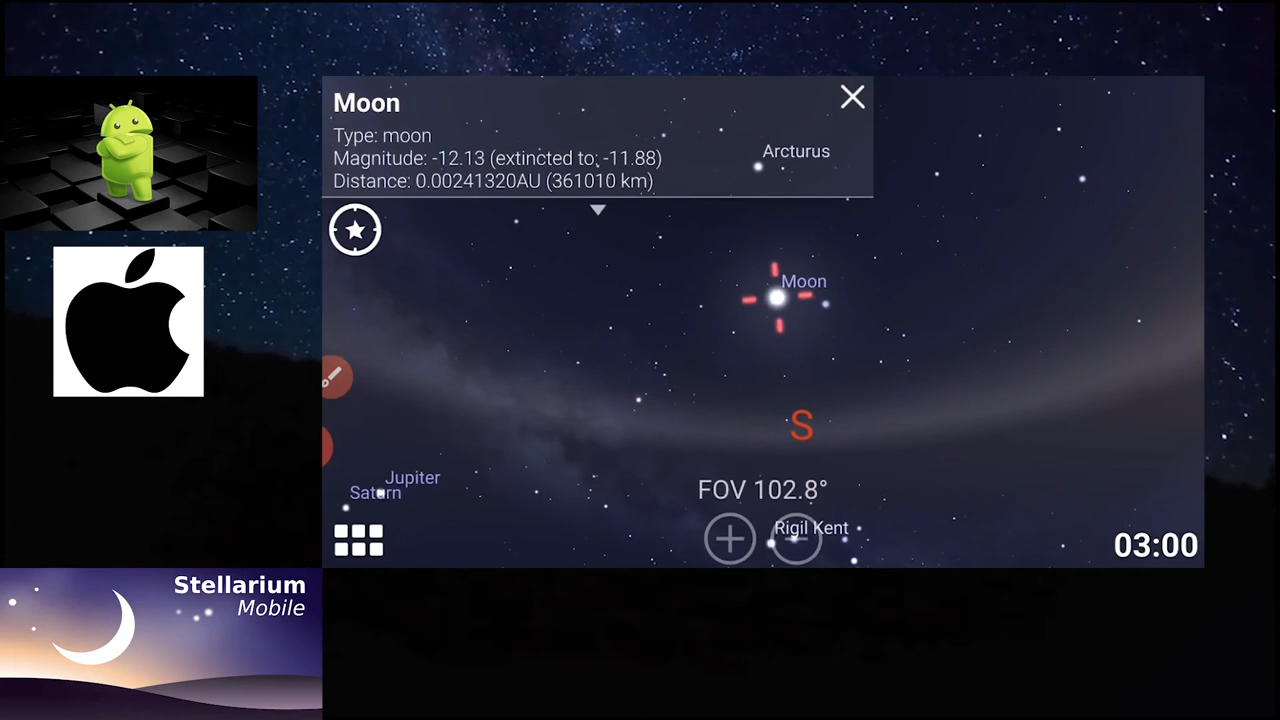 Moon
Type: moon
Magnitude: -12.13 (extincted to: -11.88)
Distance: 0.00241320AU (361010 km)
Arcturus
Moon
S
Jupiter
Saturn
FOV 102.8°
Rigil Kent
03:00
Stellarium
Mobile